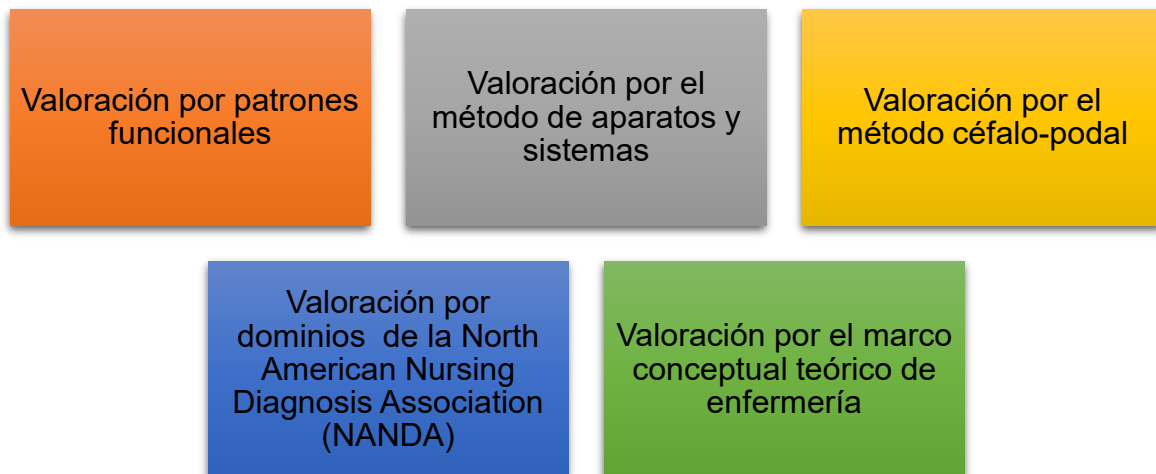 Valoración por patrones
funcionales
Valoración por el
método de aparatos y
sistemas
Valoración por el
método céfalo-podal
Valoración por
dominios  de la North
American Nursing
Diagnosis Association
(NANDA)
Valoración por el marco
conceptual teórico de
enfermería